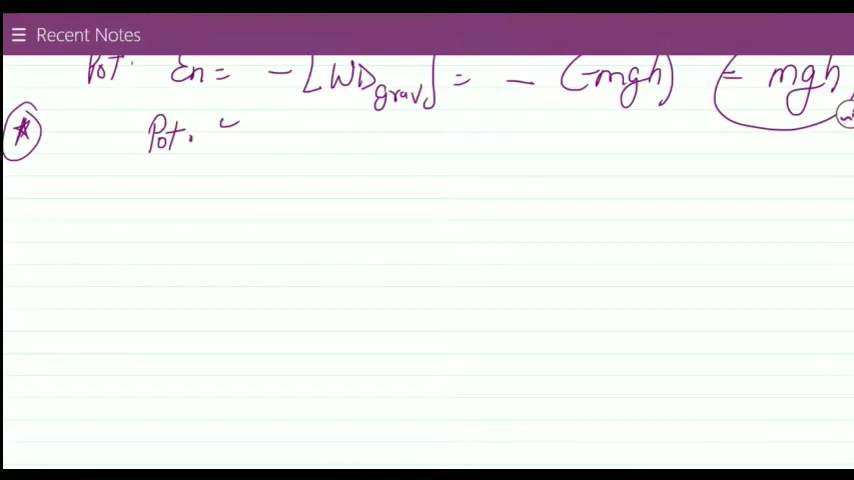 ☰ Recent Notes
Pot. En = - [WD grav] = - (-mgh) = mgh
Pot.